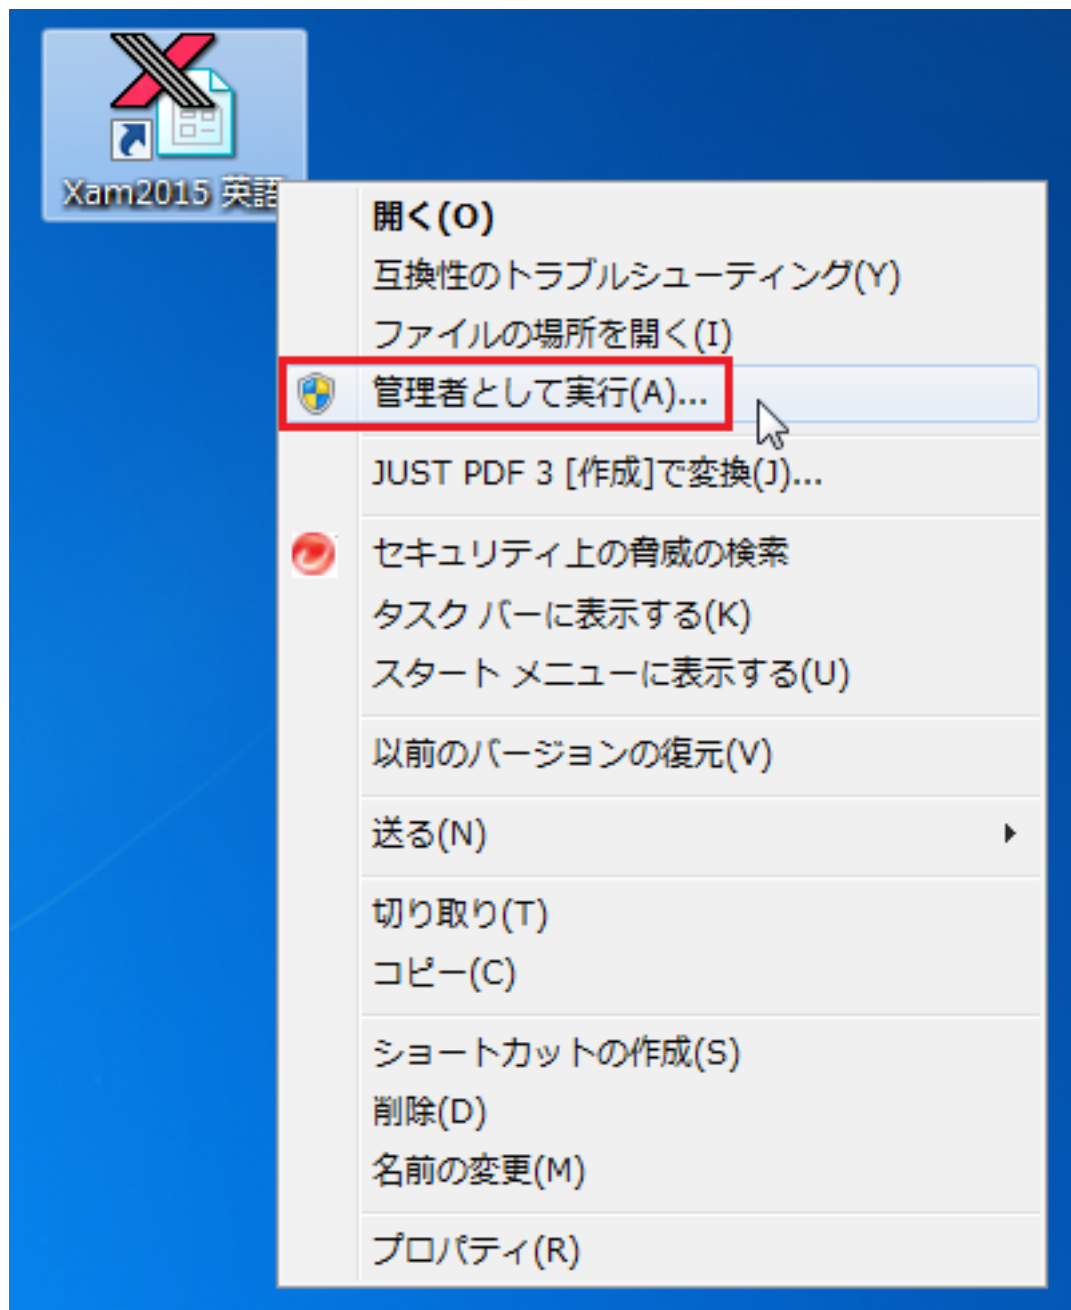 Xam2015 英語
開く(O)
互換性のトラブルシューティング(Y)
ファイルの場所を開く(I)
管理者として実行(A)...
JUST PDF 3 [作成]で変換(J)...
セキュリティ上の脅威の検索
タスク バーに表示する(K)
スタート メニューに表示する(U)
以前のバージョンの復元(V)
送る(N)
切り取り(T)
コピー(C)
ショートカットの作成(S)
削除(D)
名前の変更(M)
プロパティ(R)